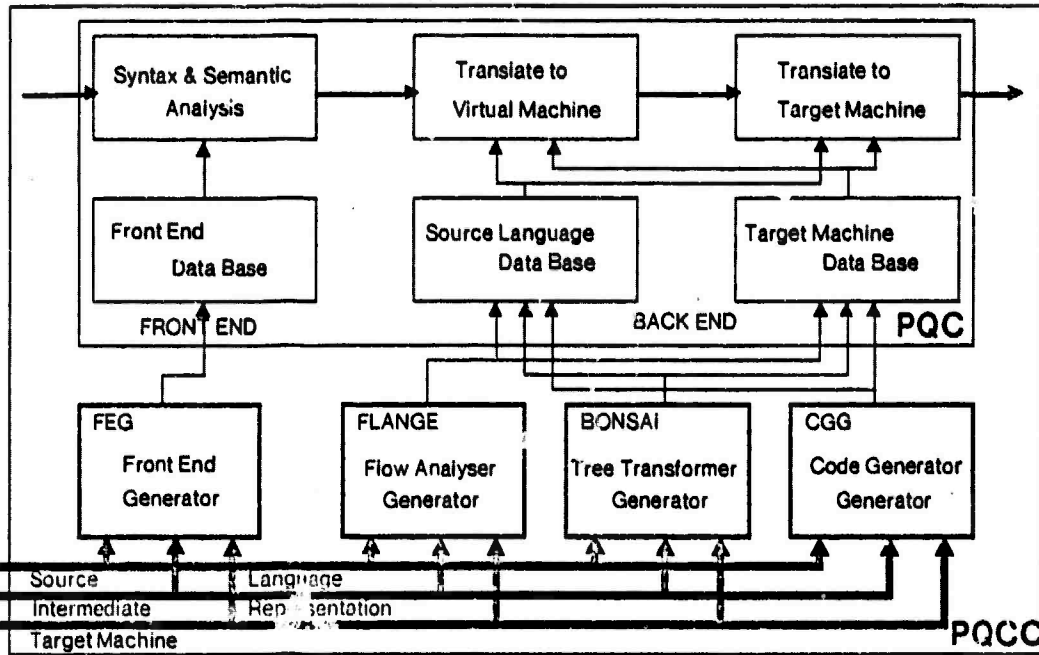 Syntax & Semantic
Analysis
Translate to
Virtual Machine
Translate to
Target Machine
Front End
Data Base
Source Language
Data Base
Target Machine
Data Base
FRONT END
BACK END
PQC
FEG
Front End
Generator
FLANGE
Flow Analyser
Generator
BONSAI
Tree Transformer
Generator
CGG
Code Generator
Generator
Source Language
Intermediate
Target Machine
PQCC